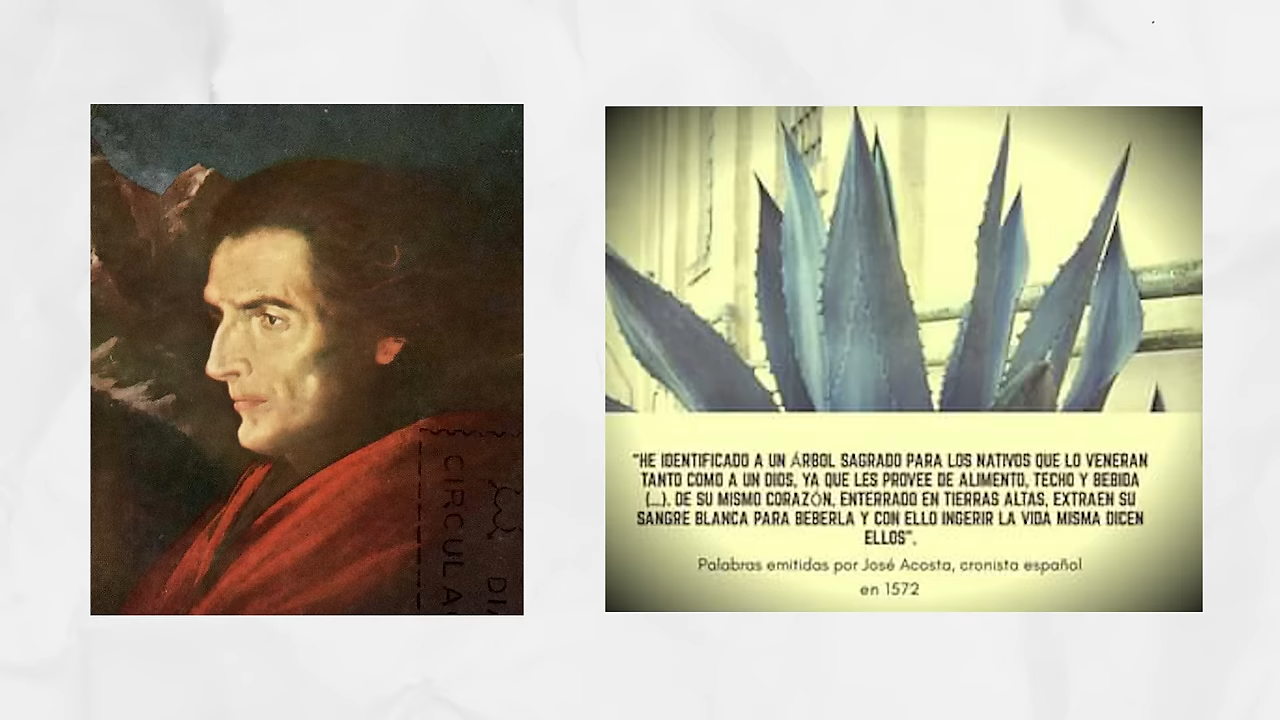 CIRCULA
DI
"HE IDENTIFICADO A UN ÁRBOL SAGRADO PARA LOS NATIVOS QUE LO VENERAN
TANTO COMO A UN DIOS, YA QUE LES PROVEE DE ALIMENTO, TECHO Y BEBIDA
(...). DE SU MISMO CORAZÓN, ENTERRADO EN TIERRAS ALTAS, EXTRAEN SU
SANGRE BLANCA PARA BEBERLA Y CON ELLO INGERIR LA VIDA MISMA DICEN
ELLOS".
Palabras emitidas por José Acosta, cronista español
en 1572